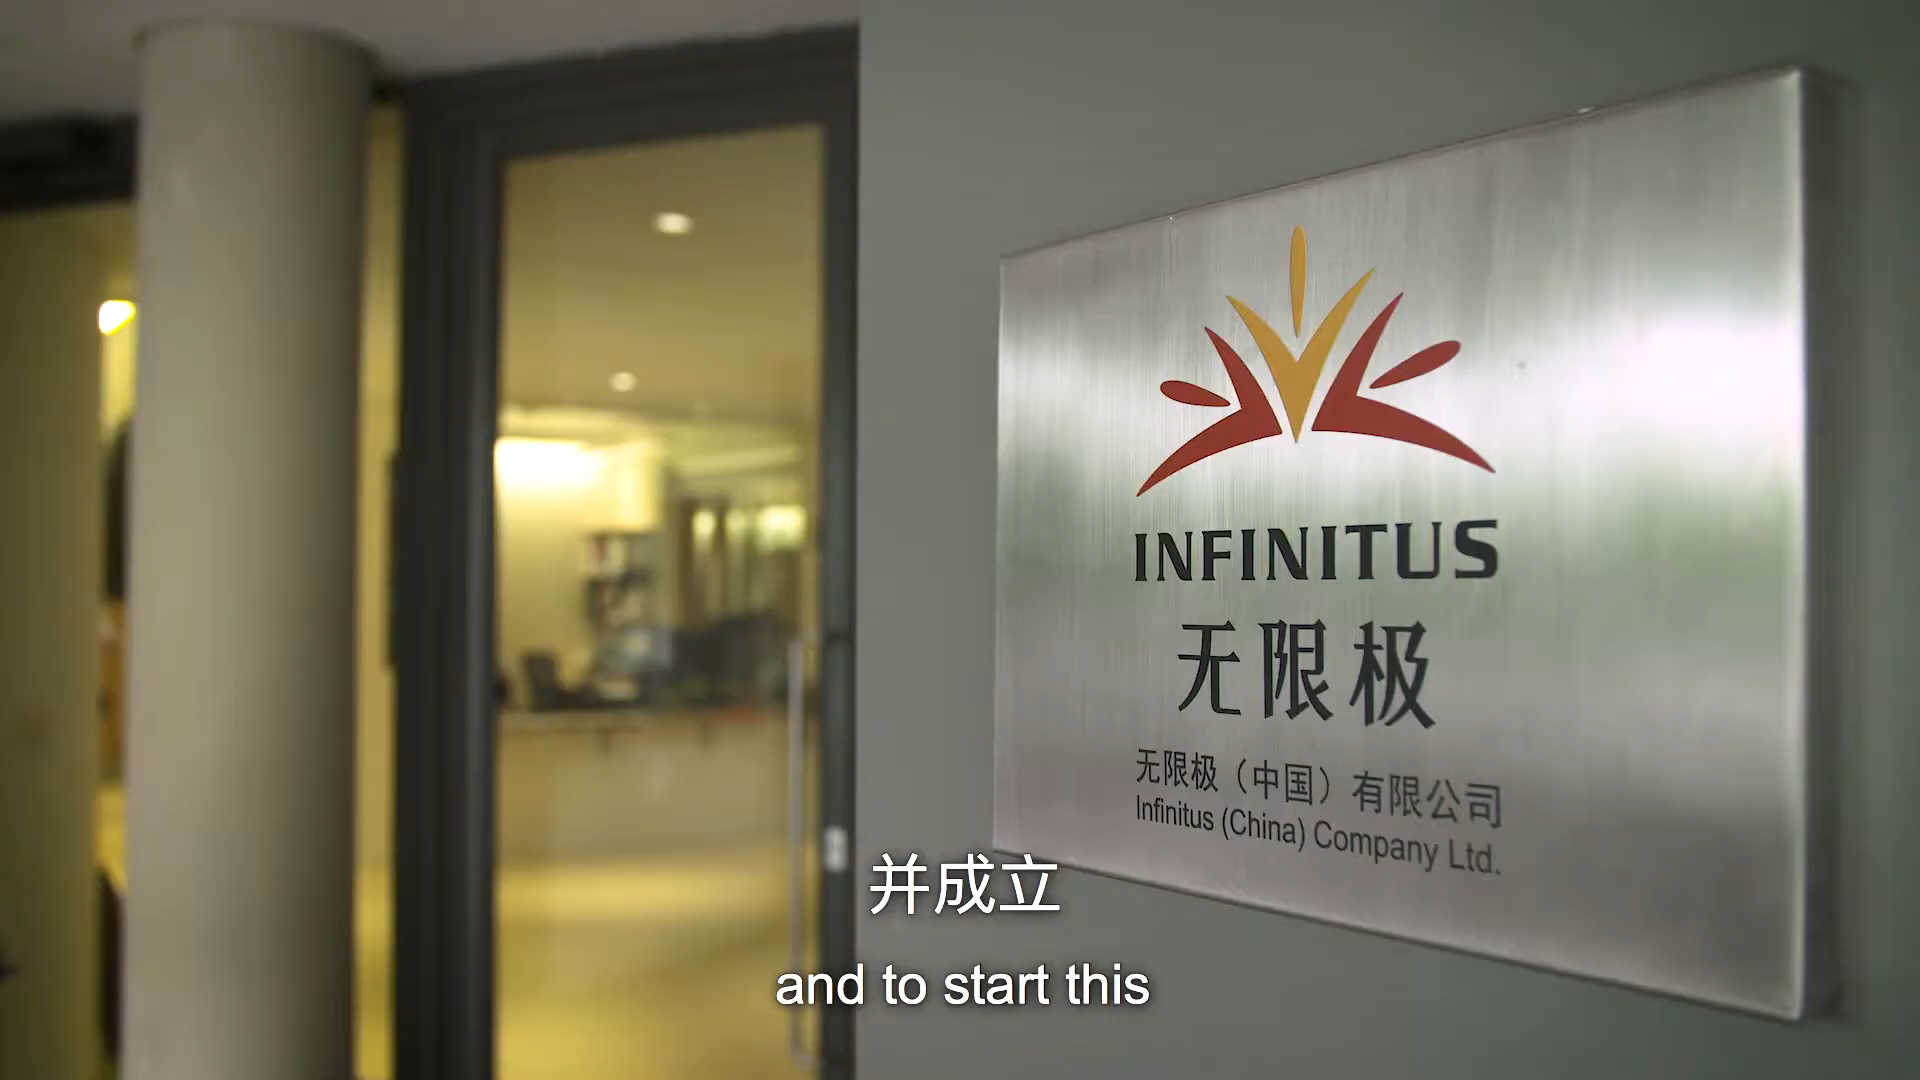 INFINITUS
无限极
无限极（中国）有限公司
Infinitus (China) Company Ltd.
并成立
and to start this